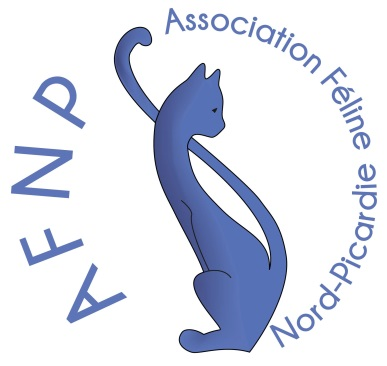 AFNP
Association Féline
Nord-Picardie